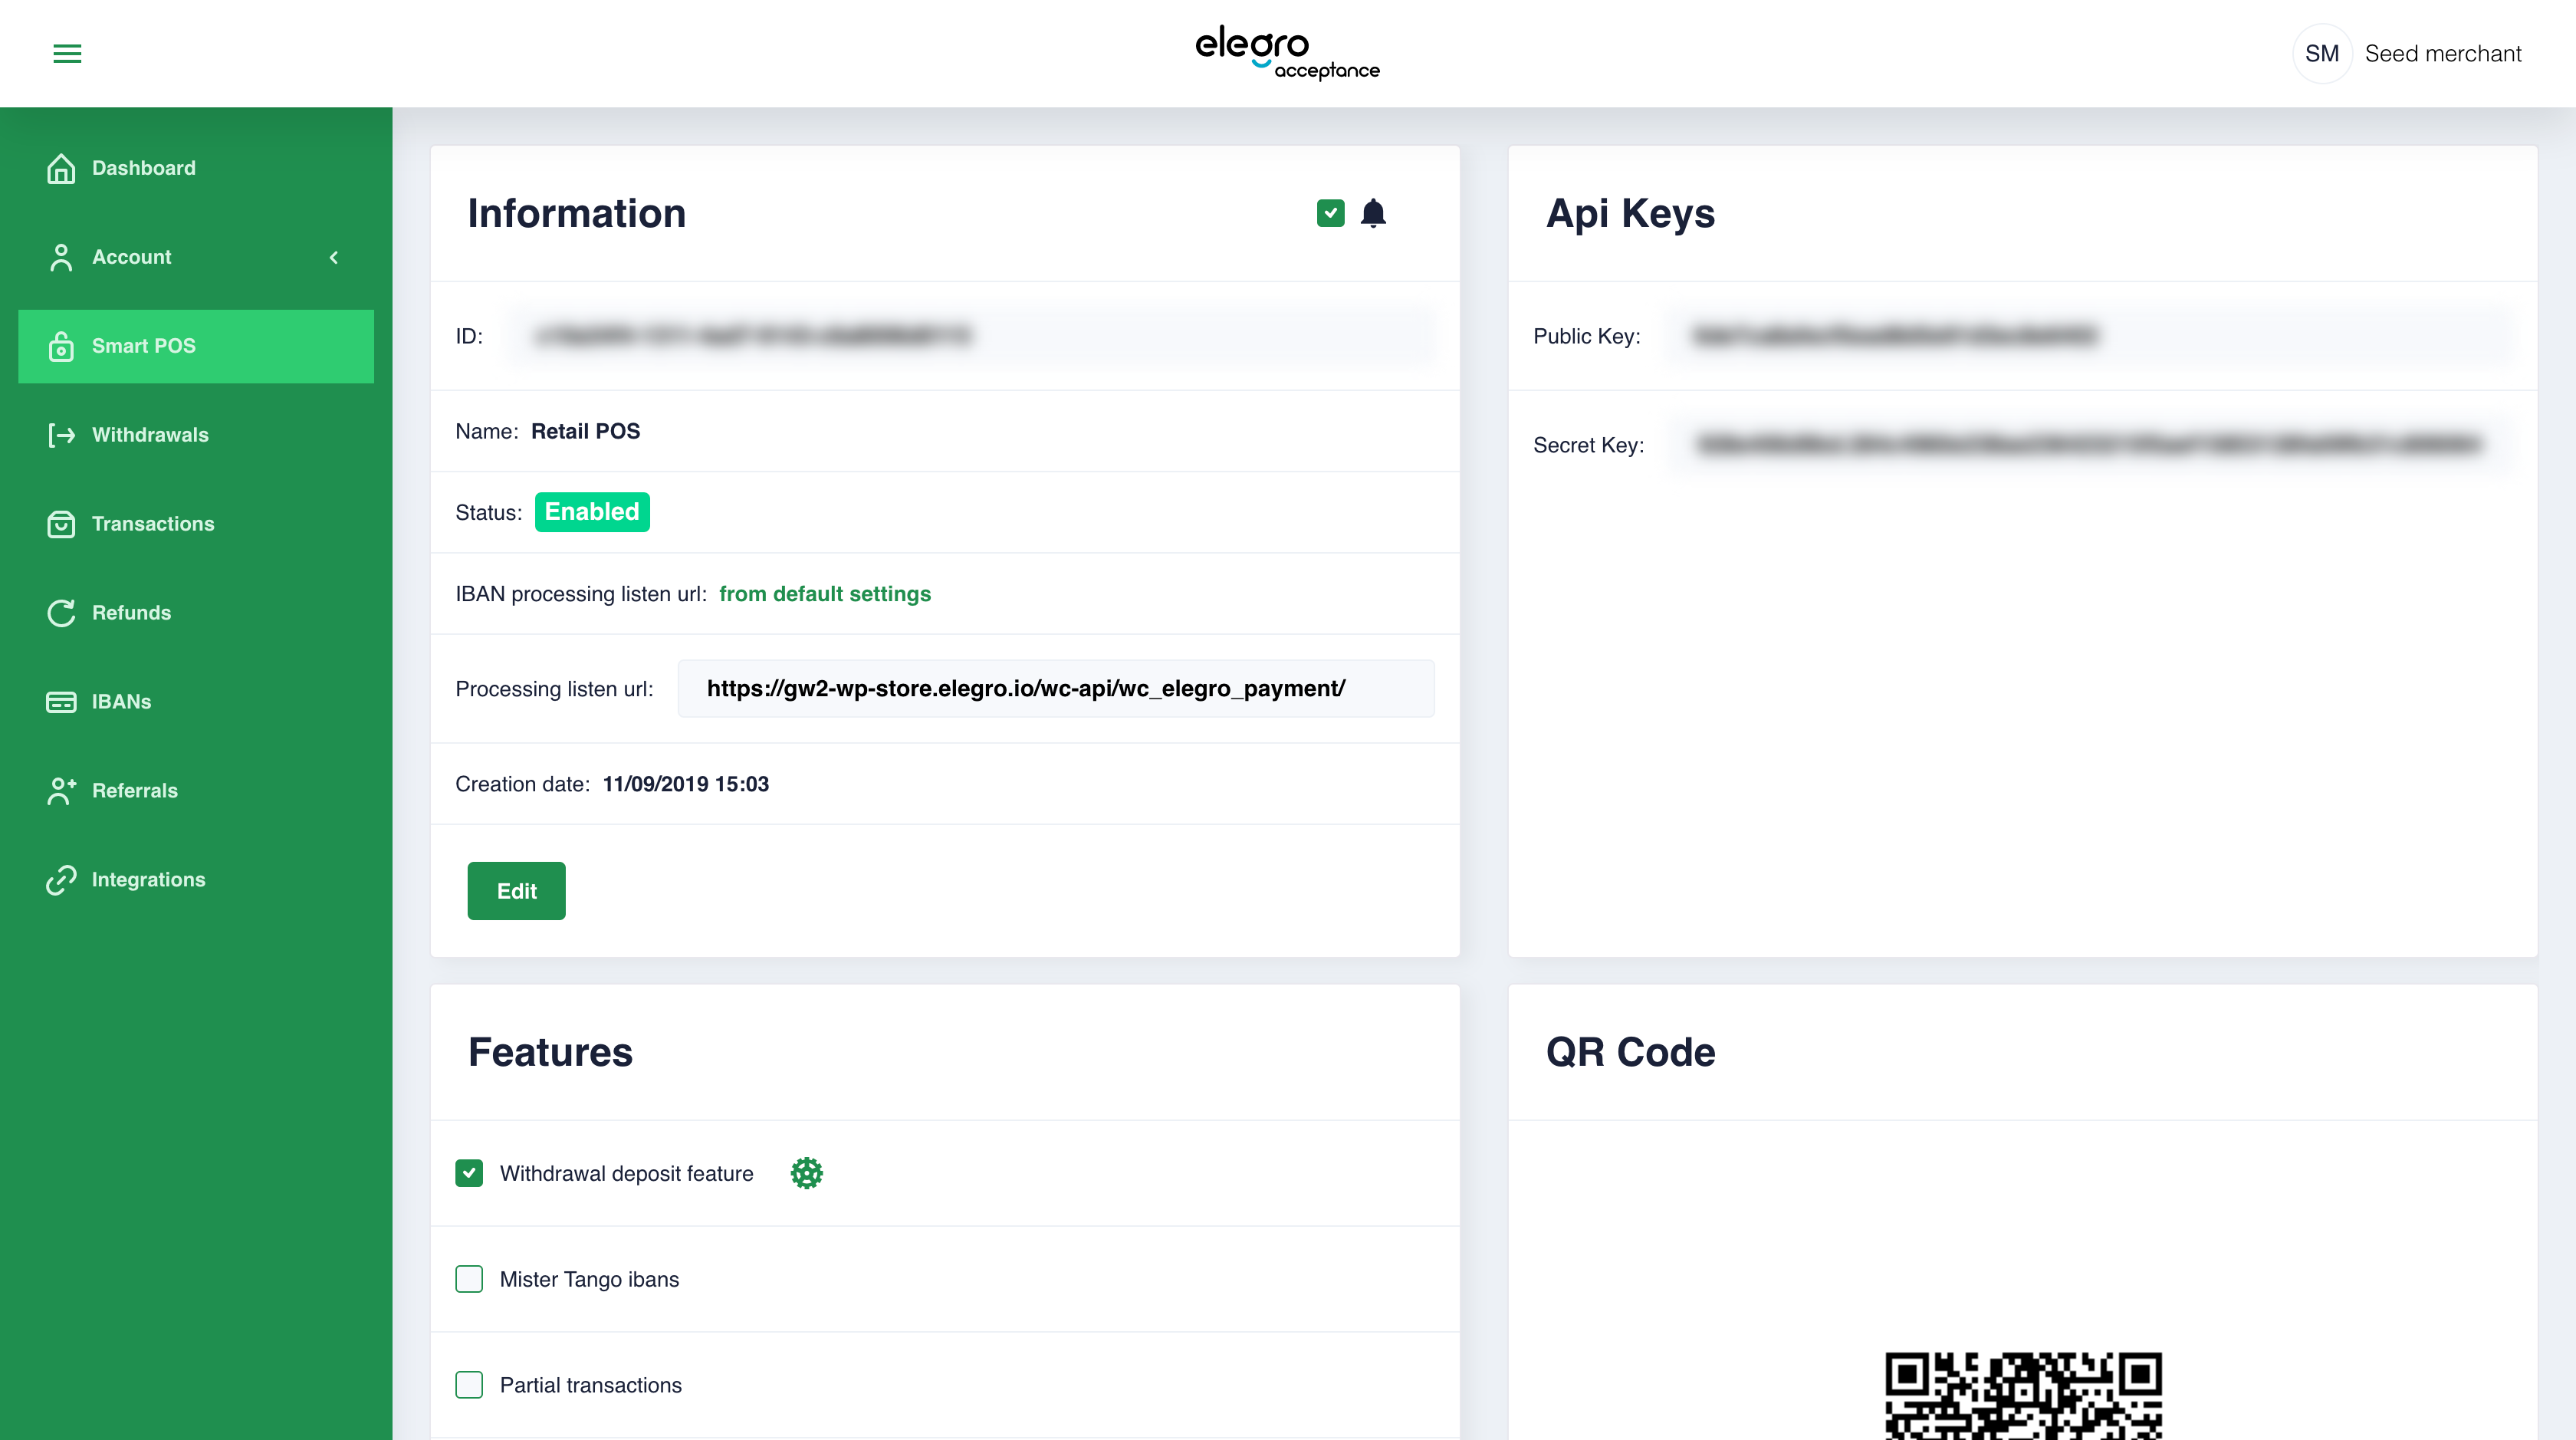 elegro
acceptance
SM Seed merchant
Dashboard
Account
Smart POS
Withdrawals
Transactions
Refunds
IBANs
Referrals
Integrations
Information
ID:
Name: Retail POS
Status: Enabled
IBAN processing listen url: from default settings
Processing listen url: https://gw2-wp-store.elegro.io/wc-api/wc_elegro_payment/
Creation date: 11/09/2019 15:03
Edit
Api Keys
Public Key:
Secret Key:
Features
Withdrawal deposit feature
Mister Tango ibans
Partial transactions
QR Code